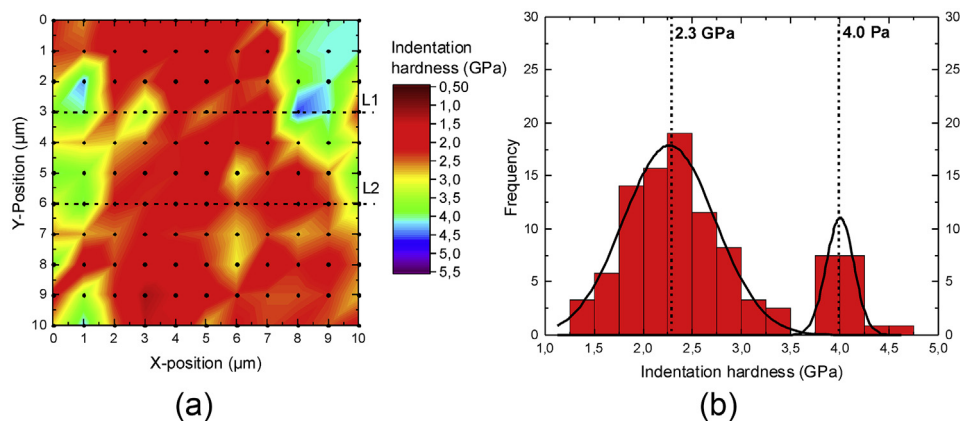 Indentation
hardness (GPa)
0,50
1,0
1,5
2,0
2,5
3,0
3,5
4,0
4,5
5,0
5,5
L1
L2
Y-Position (μm)
0
1
2
3
4
5
6
7
8
9
10
0 1 2 3 4 5 6 7 8 9 10
X-position (μm)
(a)
2.3 GPa
4.0 Pa
Frequency
30
25
20
15
10
5
0
30
25
20
15
10
5
0
1,0 1,5 2,0 2,5 3,0 3,5 4,0 4,5 5,0
Indentation hardness (GPa)
(b)